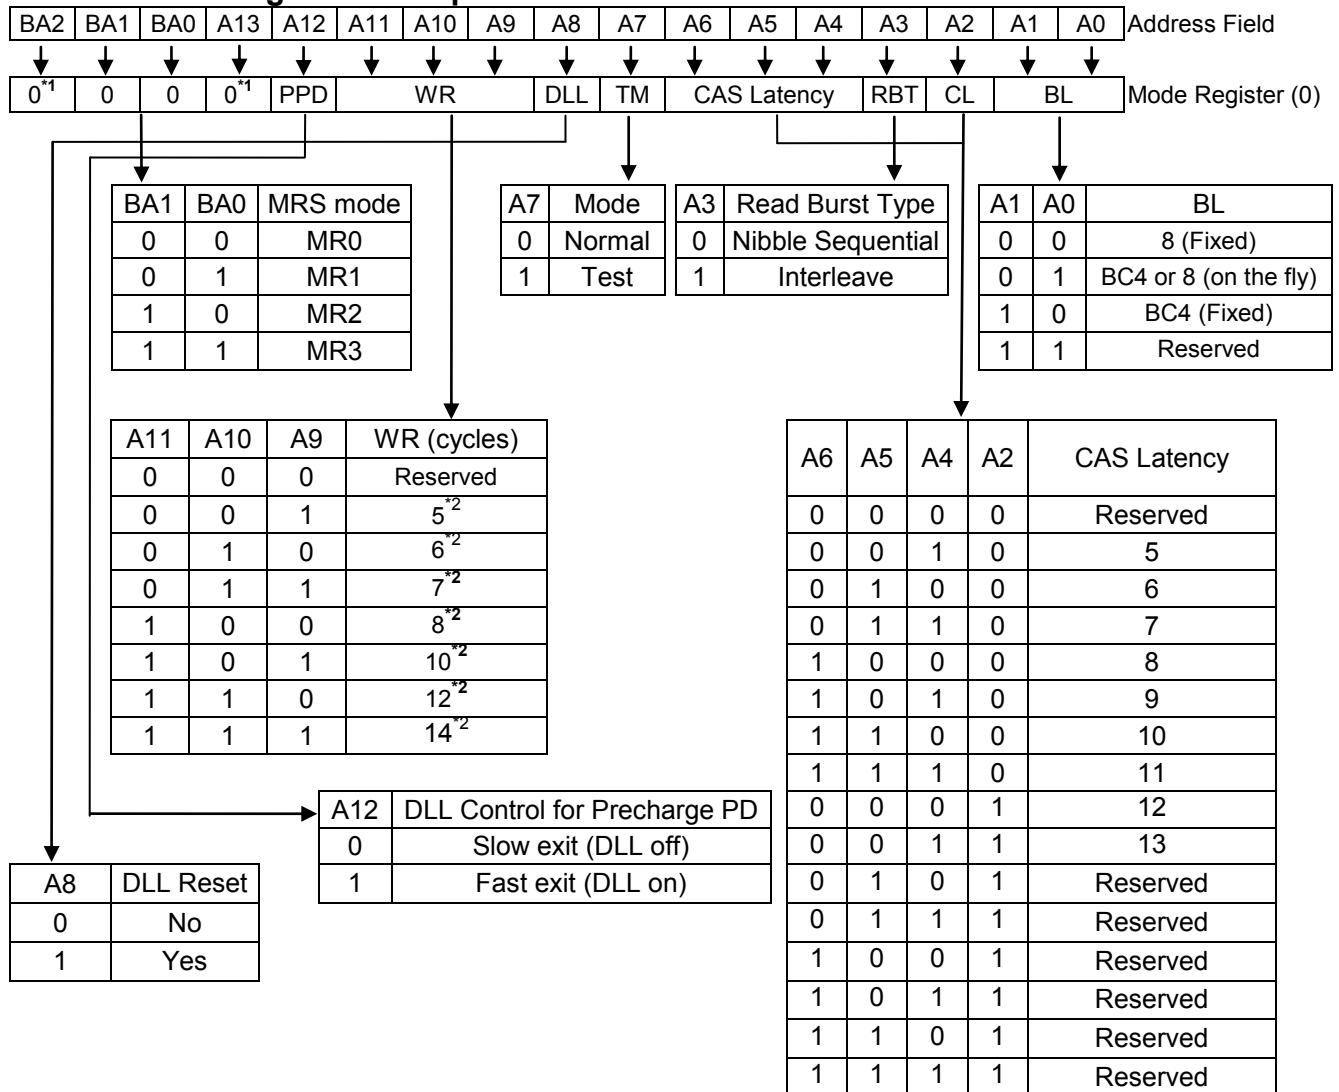 BA2 BA1 BA0 A13 A12 A11 A10 A9 A8 A7 A6 A5 A4 A3 A2 A1 A0 Address Field
0*1 0 0 0*1 PPD WR DLL TM CAS Latency RBT CL BL Mode Register (0)
BA1 BA0 MRS mode
0 0 MR0
0 1 MR1
1 0 MR2
1 1 MR3
A7 Mode
0 Normal
1 Test
A3 Read Burst Type
0 Nibble Sequential
1 Interleave
A1 A0 BL
0 0 8 (Fixed)
0 1 BC4 or 8 (on the fly)
1 0 BC4 (Fixed)
1 1 Reserved
A11 A10 A9 WR (cycles)
0 0 0 Reserved
0 0 1 5*2
0 1 0 6*2
0 1 1 7*2
1 0 0 8*2
1 0 1 10*2
1 1 0 12*2
1 1 1 14*2
A6 A5 A4 A2 CAS Latency
0 0 0 0 Reserved
0 0 1 0 5
0 1 0 0 6
0 1 1 0 7
1 0 0 0 8
1 0 1 0 9
1 1 0 0 10
1 1 1 0 11
0 0 0 1 12
0 0 1 1 13
0 1 0 1 Reserved
0 1 1 1 Reserved
1 0 0 1 Reserved
1 0 1 1 Reserved
1 1 0 1 Reserved
1 1 1 1 Reserved
A12 DLL Control for Precharge PD
0 Slow exit (DLL off)
1 Fast exit (DLL on)
A8 DLL Reset
0 No
1 Yes